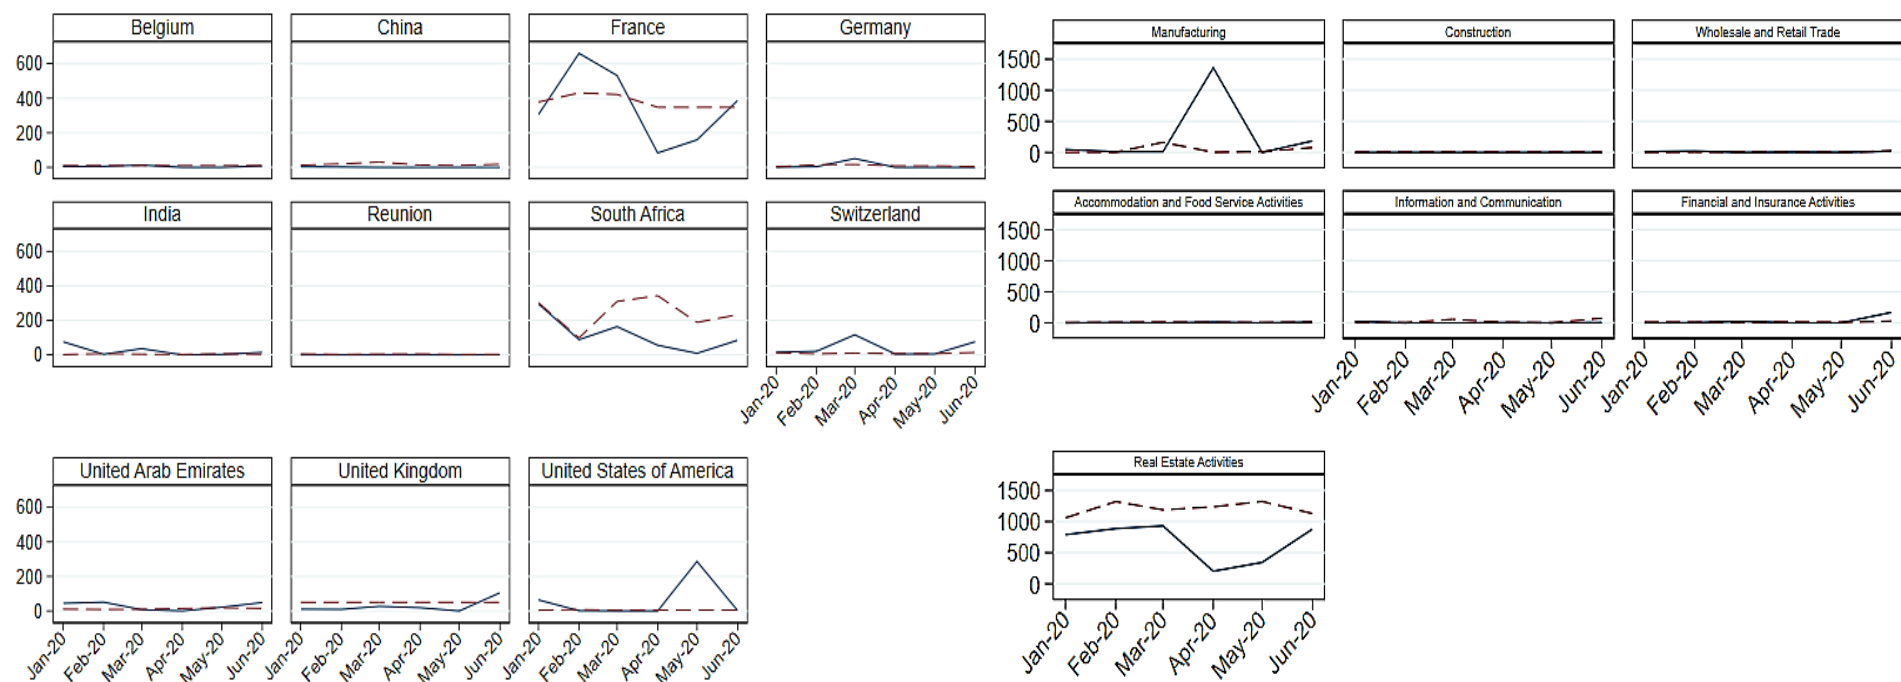 Belgium China France Germany
600
400
200
0
India Reunion South Africa Switzerland
600
400
200
0
Jan-20 Feb-20 Mar-20 Apr-20 May-20 Jun-20
United Arab Emirates United Kingdom United States of America
600
400
200
0
Jan-20 Feb-20 Mar-20 Apr-20 May-20 Jun-20 Jan-20 Feb-20 Mar-20 Apr-20 May-20 Jun-20 Jan-20 Feb-20 Mar-20 Apr-20 May-20 Jun-20
Manufacturing Construction Wholesale and Retail Trade
1500
1000
500
0
Accommodation and Food Service Activities Information and Communication Financial and Insurance Activities
1500
1000
500
0
Jan-20 Feb-20 Mar-20 Apr-20 May-20 Jun-20 Jan-20 Feb-20 Mar-20 Apr-20 May-20 Jun-20
Real Estate Activities
1500
1000
500
0
Jan-20 Feb-20 Mar-20 Apr-20 May-20 Jun-20